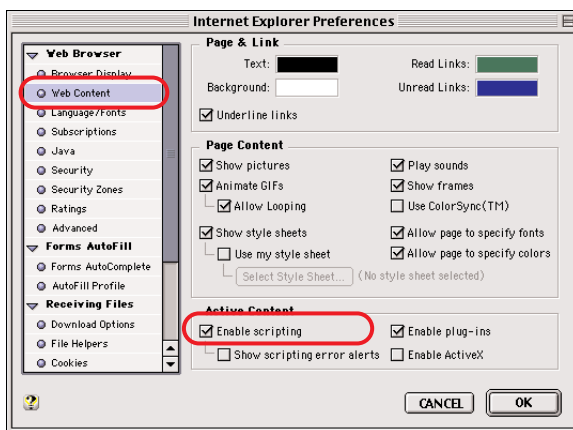 Internet Explorer Preferences
Web Browser
Browser Display
Web Content
Language/Fonts
Subscriptions
Java
Security
Security Zones
Ratings
Advanced
Forms AutoFill
Forms AutoComplete
AutoFill Profile
Receiving Files
Download Options
File Helpers
Cookies
Page & Link
Text:
Read Links:
Background:
Unread Links:
Underline links
Page Content
Show pictures
Play sounds
Animate GIFs
Show frames
Allow Looping
Use ColorSync(TM)
Show style sheets
Allow page to specify fonts
Use my style sheet
Allow page to specify colors
Select Style Sheet... (No style sheet selected)
Active Content
Enable scripting
Enable plug-ins
Show scripting error alerts
Enable ActiveX
?
CANCEL
OK